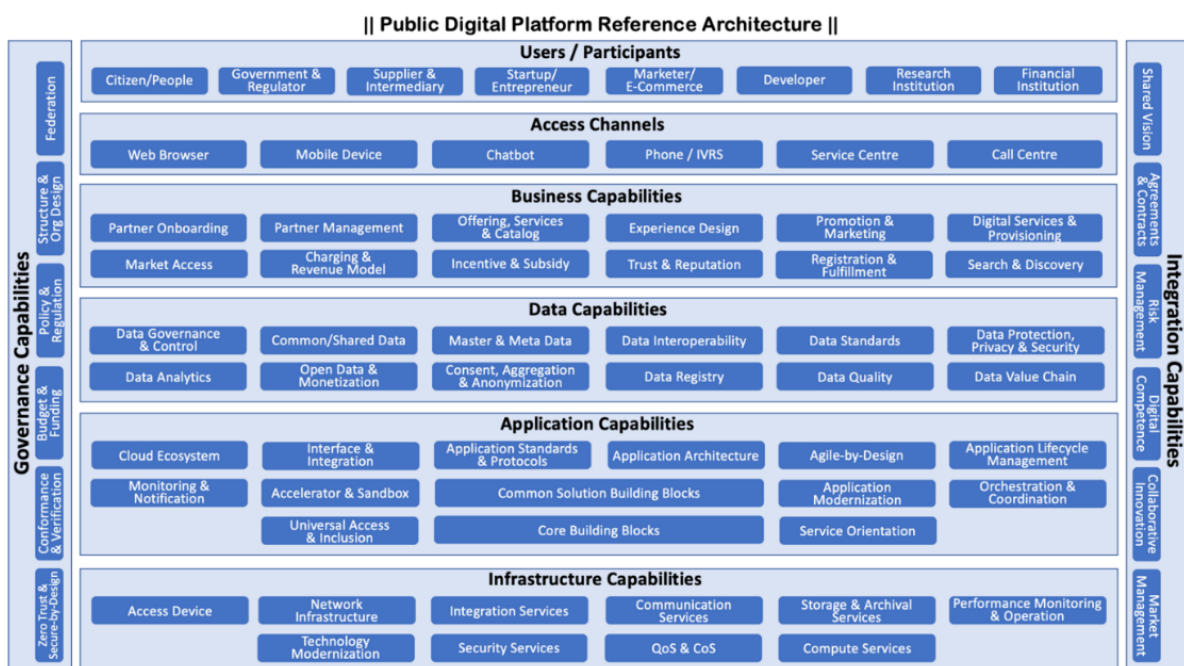 || Public Digital Platform Reference Architecture ||
Governance Capabilities
Federation
Structure &
Org Design
Policy &
Regulation
Budget &
Funding
Conformance
& Verification
Zero Trust &
Secure-by-Design
Users / Participants
Citizen/People
Government &
Regulator
Supplier &
Intermediary
Startup/
Entrepreneur
Marketer/
E-Commerce
Developer
Research
Institution
Financial
Institution
Access Channels
Web Browser
Mobile Device
Chatbot
Phone / IVRS
Service Centre
Call Centre
Business Capabilities
Partner Onboarding
Partner Management
Offering, Services
& Catalog
Experience Design
Promotion &
Marketing
Digital Services &
Provisioning
Market Access
Charging &
Revenue Model
Incentive & Subsidy
Trust & Reputation
Registration &
Fulfillment
Search & Discovery
Data Capabilities
Data Governance
& Control
Common/Shared Data
Master & Meta Data
Data Interoperability
Data Standards
Data Protection,
Privacy & Security
Data Analytics
Open Data &
Monetization
Consent, Aggregation
& Anonymization
Data Registry
Data Quality
Data Value Chain
Application Capabilities
Cloud Ecosystem
Interface &
Integration
Application Standards
& Protocols
Application Architecture
Agile-by-Design
Application Lifecycle
Management
Monitoring &
Notification
Accelerator & Sandbox
Common Solution Building Blocks
Application
Modernization
Orchestration &
Coordination
Universal Access
& Inclusion
Core Building Blocks
Service Orientation
Infrastructure Capabilities
Access Device
Network
Infrastructure
Integration Services
Communication
Services
Storage & Archival
Services
Performance Monitoring
& Operation
Technology
Modernization
Security Services
QoS & CoS
Compute Services
Integration Capabilities
Shared Vision
Agreements
& Contracts
Risk
Management
Digital
Competence
Collaborative
Innovation
Market
Management